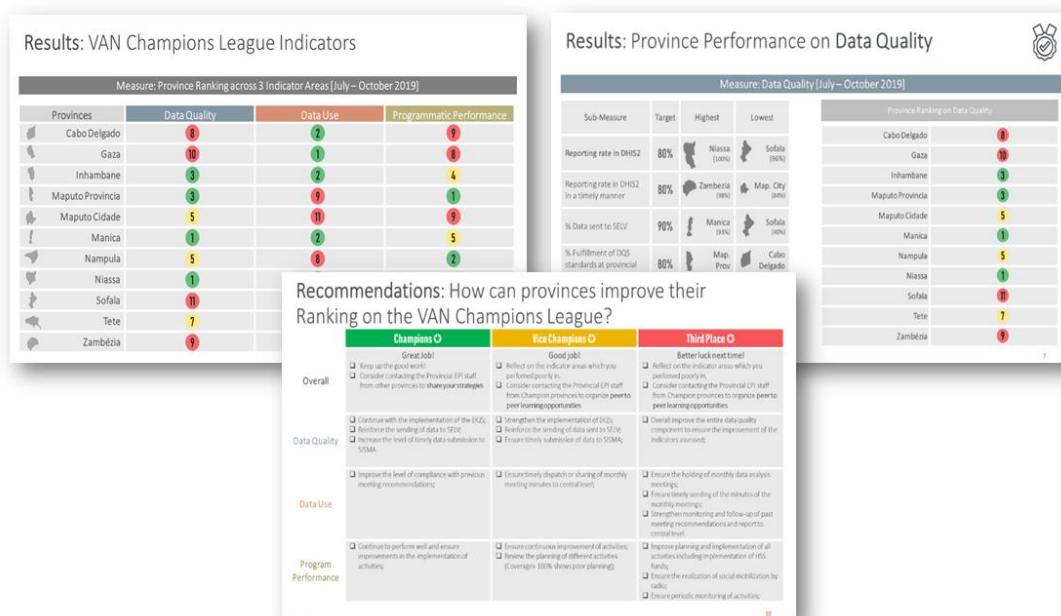 Results: VAN Champions League Indicators
Measure: Province Ranking across 3 Indicator Areas [July – October 2019]
Provinces Data Quality Data Use Programmatic Performance
Cabo Delgado 8 2 9
Gaza 10 1 8
Inhambane 3 2 4
Maputo Provincia 3 9 1
Maputo Cidade 5 11 9
Manica 1 2 5
Nampula 5 8 2
Niassa 1
Sofala 11
Tete 7
Zambézia 9
Results: Province Performance on Data Quality
Measure: Data Quality [July – October 2019]
Sub-Measure Target Highest Lowest
Reporting rate in DHIS2 80% Niassa (100%) Sofala (96%)
Reporting rate in DHIS2
in a timely manner 80% Zambezia (98%) Map. City (84%)
% Data sent to SELV 90% Manica (93%) Sofala (40%)
% Fulfillment of DQS
standards at provincial 80% Map. Prov Cabo Delgado
Province Ranking on Data Quality
Cabo Delgado 8
Gaza 10
Inhambane 3
Maputo Provincia 3
Maputo Cidade 5
Manica 1
Nampula 5
Niassa 1
Sofala 11
Tete 7
Zambézia 9
7
Recommendations: How can provinces improve their
Ranking on the VAN Champions League?
Champions Vice Champions Third Place
Overall
Great Job!
Keep up the good work!
Consider contacting the Provincial EPI staff
from other provinces to share your strategies
Good job!
Reflect on the indicator areas which you
perfomed poorly in.
Consider contacting the Provincial EPI staff
from Champion provinces to organize peer to
peer learning opportunities
Better luck next time!
Reflect on the indicator areas which you
perfomed poorly in.
Consider contacting the Provincial EPI staff
from Champion provinces to organize peer to
peer learning opportunities
Data Quality
Continue with the implementation of the DQS;
Reinforce the sending of data to SELV;
Increase the level of timely data submission to
SISMA
Strengthen the implementation of DQS;
Reinforce the sending of data sent to SELV;
Ensure timely submission of data to SISMA;
Overall improve the entire data quality
component to ensure the improvement of the
indicators assessed;
Data Use
Improve the level of compliance with previous
meeting recommendations;
Ensure timely dispatch or sharing of monthly
meeting minutes to central level;
Ensure the holding of monthly data analysis
meetings;
Ensure timely sending of the minutes of the
monthly meetings;
Strengthen monitoring and follow-up of past
meeting recommendations and report to
central level
Program
Performance
Continue to perform well and ensure
improvements in the implementation of
activities;
Ensure continuous improvement of activities;
Review the planning of different activities
(Coverage> 100% shows poor planning);
Improve planning and implementation of all
activities including implementation of HSS
funds;
Ensure the realization of social mobilization by
radio;
Ensure periodic monitoring of activities;
10